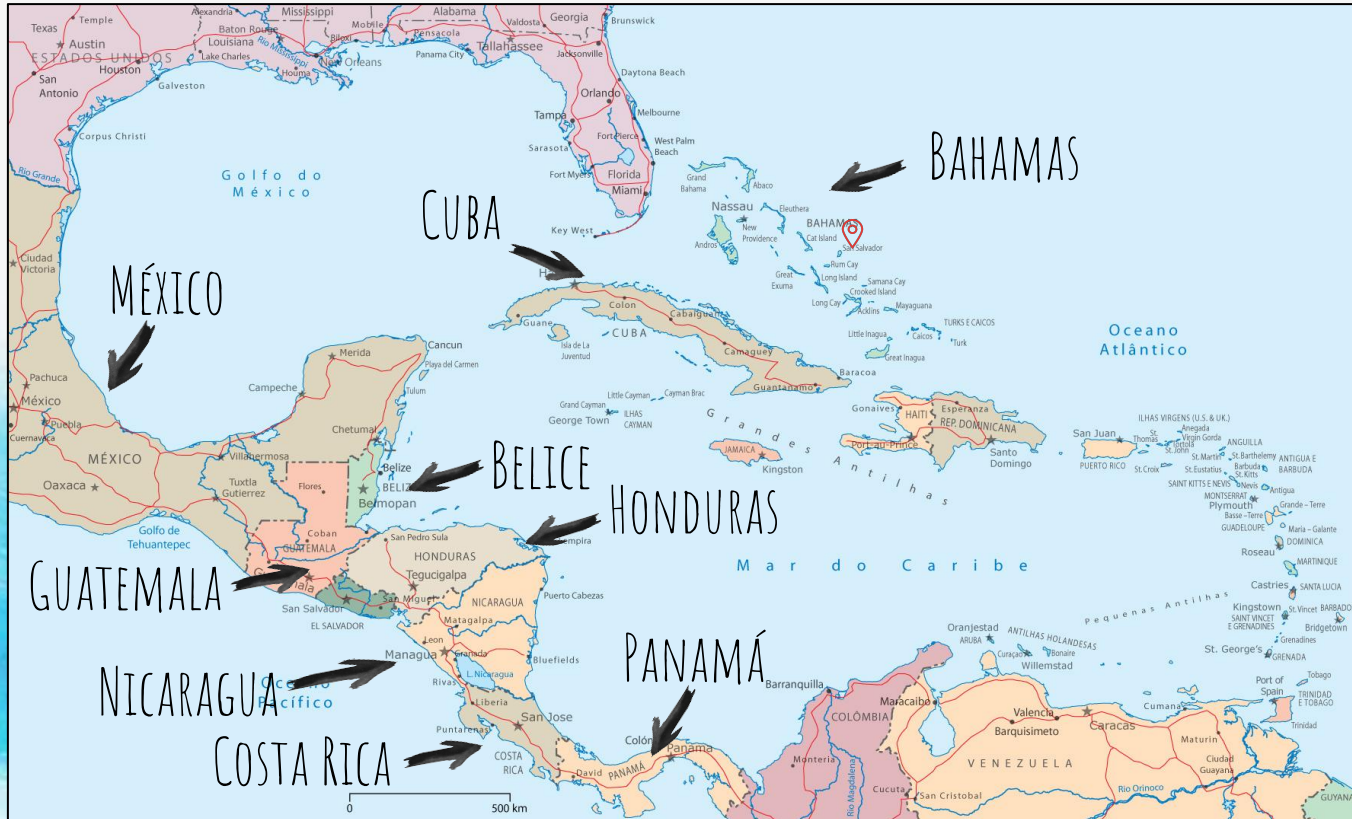 Alexandria
Mississippi
Alabama
Georgia
Brunswick
Temple
Texas
Austin
ESTADOS UNIDOS
Houston
San
Antonio
Galveston
Corpus Christi
Rio Grande
Baton Rouge
Louisiana
Lake Charles
Rio Mississippi
Houma
New Orleans
Biloxi
Mobile
Pensacola
Panama City
Valdosta
Tallahassee
Jacksonville
Daytona Beach
Orlando
Melbourne
Tampa
Fort Pierce
West Palm
Beach
Sarasota
Fort Myers
Florida
Miami
Key West
Golfo do
México
BAHAMAS
CUBA
MÉXICO
BELICE
HONDURAS
GUATEMALA
NICARAGUA
COSTA RICA
PANAMÁ
Grand
Bahama
Abaco
Nassau
New
Providence
Eleuthera
BAHAMAS
Cat Island
San Salvador
Andros
Rum Cay
Great
Exuma
Long Island
Samana Cay
Crooked Island
Long Cay
Acklins
Mayaguana
Little Inagua
Caicos
TURKS E CAICOS
Turk
Great Inagua
Oceano
Atlântico
Guane
Isla de La
Juventud
Colon
CUBA
Cabaiguan
Camaguey
Guantanamo
Baracoa
Little Cayman
Cayman Brac
Grand Cayman
George Town
ILHAS
CAYMAN
Grandes Antilhas
JAMAICA
Kingston
Gonaives
HAITI
Port-au-Prince
Esperanza
REP. DOMINICANA
Santo
Domingo
San Juan
PUERTO RICO
ILHAS VIRGENS (U.S. & UK.)
Anegada
Virgin Gorda
Tortola
St.
Thomas
St. John
St. Croix
ANGUILLA
St. Martin
St. Barthelemy
St. Eustatius
Barbuda
St. Kitts
Nevis
SAINT KITTS E NEVIS
ANTIGUA E
BARBUDA
Antigua
MONTSERRAT
Plymouth
Grande – Terre
Basse –Terre
GUADELOUPE
Maria – Galante
DOMINICA
Roseau
MARTINIQUE
Castries
SANTA LUCIA
Kingstown
St. Vincet
SAINT VINCET
E GRENADINES
BARBADO
Bridgetown
Grenadines
St. George's
GRENADA
Pequenas Antilhas
Mar do Caribe
Ciudad
Victoria
Pachuca
México
Puebla
Cuernavaca
MÉXICO
Oaxaca
Villahermosa
Tuxtla
Gutierrez
Golfo de
Tehuantepec
Campeche
Merida
Cancun
Playa del Carmen
Tulum
Chetumal
Belize
Belmopan
Flores
Coban
GUATEMALA
San Pedro Sula
HONDURAS
Tegucigalpa
San Salvador
San Miguel
EL SALVADOR
NICARAGUA
Puerto Cabezas
Matagalpa
Leon
Managua
Granada
Rivas
L. Nicaragua
Bluefields
Liberia
Puntarenas
San Jose
COSTA
RICA
David
PANAMÁ
Colón
Panama
Oceano
Pacífico
Oranjestad
ARUBA
ANTILHAS HOLANDESAS
Curaçao
Bonaire
Willemstad
Barranquilla
Maracaibo
COLÔMBIA
Monteria
Rio Magdalena
Cucuta
San Cristobal
Valencia
Barquisimeto
Caracas
Cumana
VENEZUELA
Maturin
Ciudad
Guayana
Rio Orinoco
GUYANA
Port of
Spain
Tobago
TRINIDAD
E TOBAGO
Trinidad
0
500 km